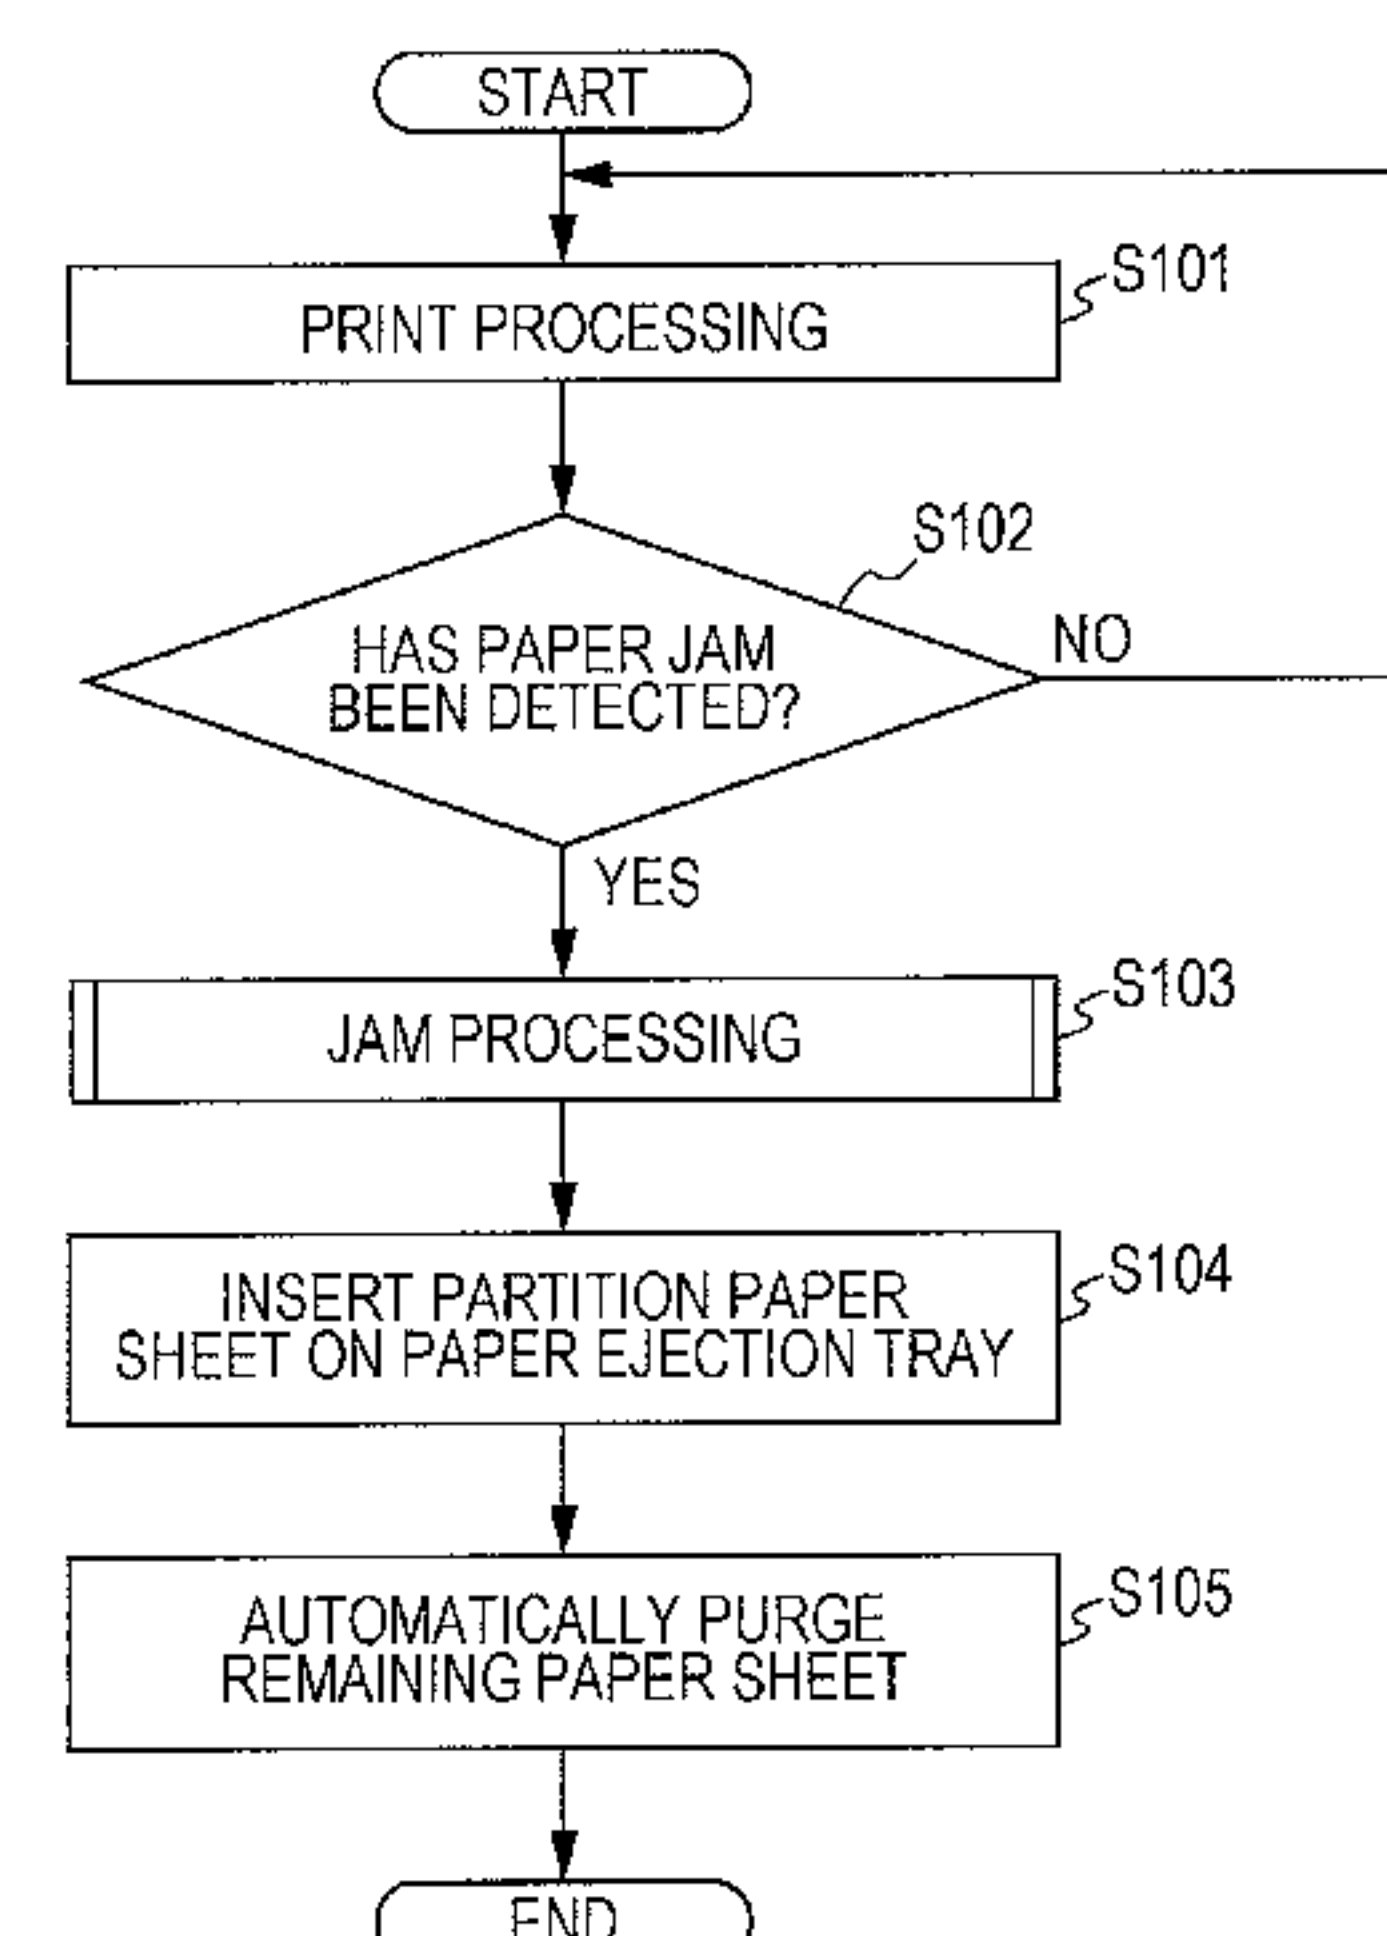 START
S101
PRINT PROCESSING
S102
HAS PAPER JAM
BEEN DETECTED?
NO
YES
S103
JAM PROCESSING
S104
INSERT PARTITION PAPER
SHEET ON PAPER EJECTION TRAY
S105
AUTOMATICALLY PURGE
REMAINING PAPER SHEET
END